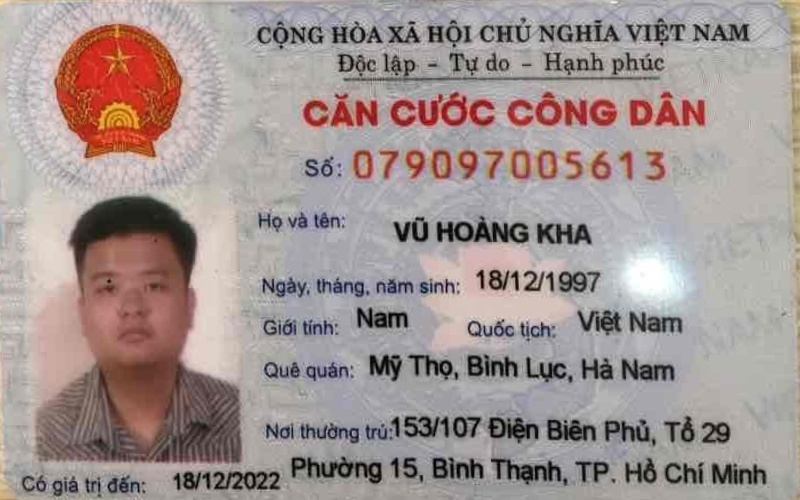 CỘNG HÒA XÃ HỘI CHỦ NGHĨA VIỆT NAM
Độc lập - Tự do - Hạnh phúc
CĂN CƯỚC CÔNG DÂN
Số: 079097005613
Họ và tên: VŨ HOÀNG KHA
Ngày, tháng, năm sinh: 18/12/1997
Giới tính: Nam Quốc tịch: Việt Nam
Quê quán: Mỹ Thọ, Bình Lục, Hà Nam
Nơi thường trú: 153/107 Điện Biên Phủ, Tổ 29
Phường 15, Bình Thạnh, TP. Hồ Chí Minh
Có giá trị đến: 18/12/2022